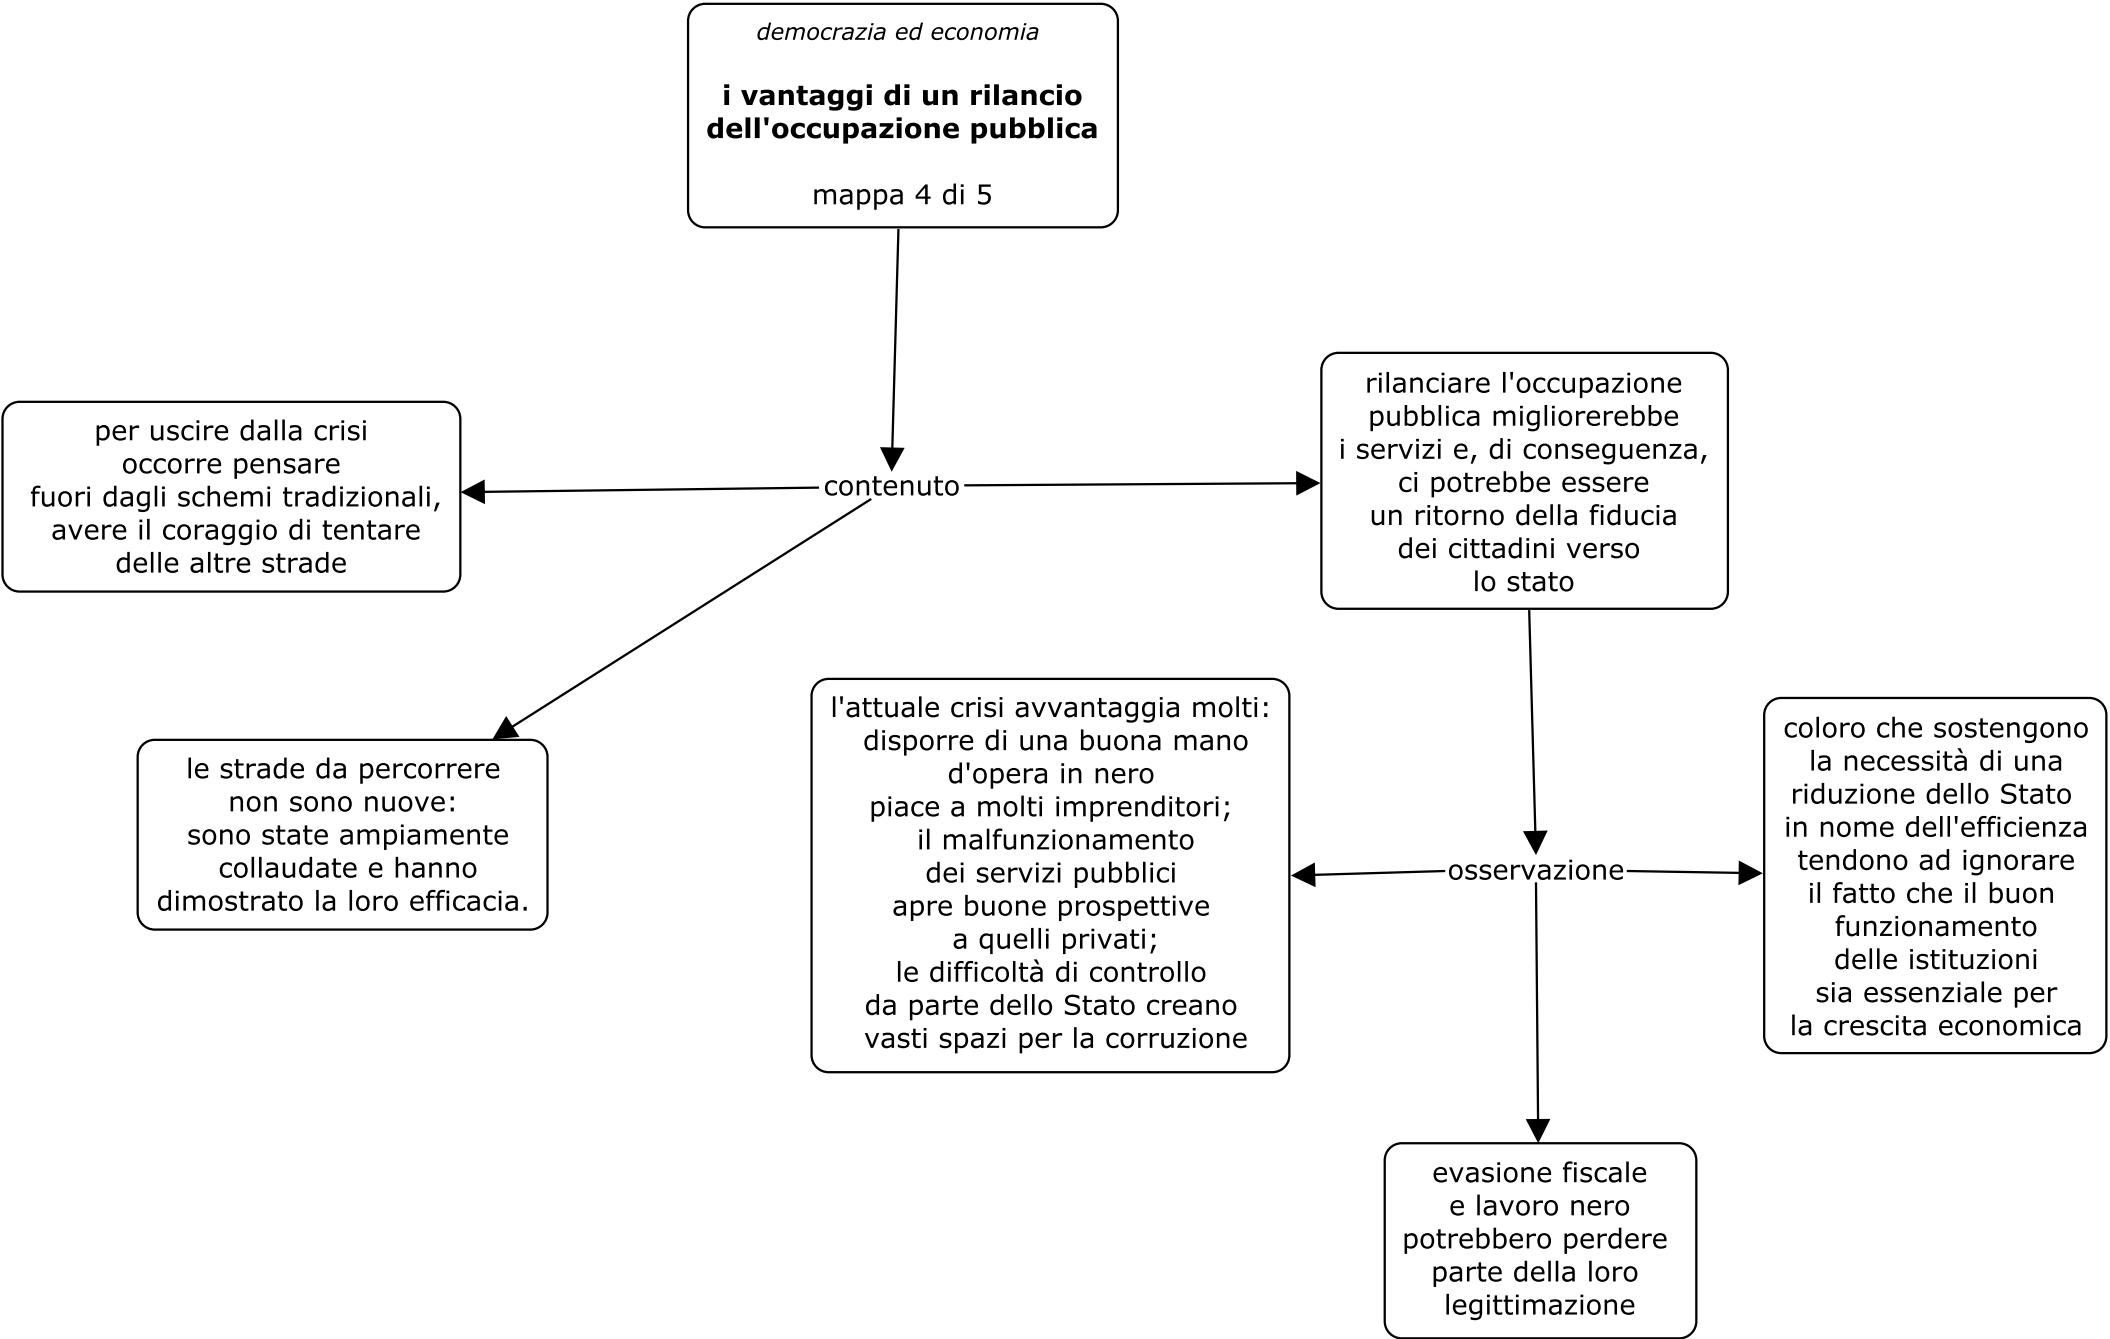 democrazia ed economia
i vantaggi di un rilancio
dell'occupazione pubblica
mappa 4 di 5
contenuto
per uscire dalla crisi
occorre pensare
fuori dagli schemi tradizionali,
avere il coraggio di tentare
delle altre strade
le strade da percorrere
non sono nuove:
sono state ampiamente
collaudate e hanno
dimostrato la loro efficacia.
rilanciare l'occupazione
pubblica migliorerebbe
i servizi e, di conseguenza,
ci potrebbe essere
un ritorno della fiducia
dei cittadini verso
lo stato
osservazione
l'attuale crisi avvantaggia molti:
disporre di una buona mano
d'opera in nero
piace a molti imprenditori;
il malfunzionamento
dei servizi pubblici
apre buone prospettive
a quelli privati;
le difficoltà di controllo
da parte dello Stato creano
vasti spazi per la corruzione
evasione fiscale
e lavoro nero
potrebbero perdere
parte della loro
legittimazione
coloro che sostengono
la necessità di una
riduzione dello Stato
in nome dell'efficienza
tendono ad ignorare
il fatto che il buon
funzionamento
delle istituzioni
sia essenziale per
la crescita economica